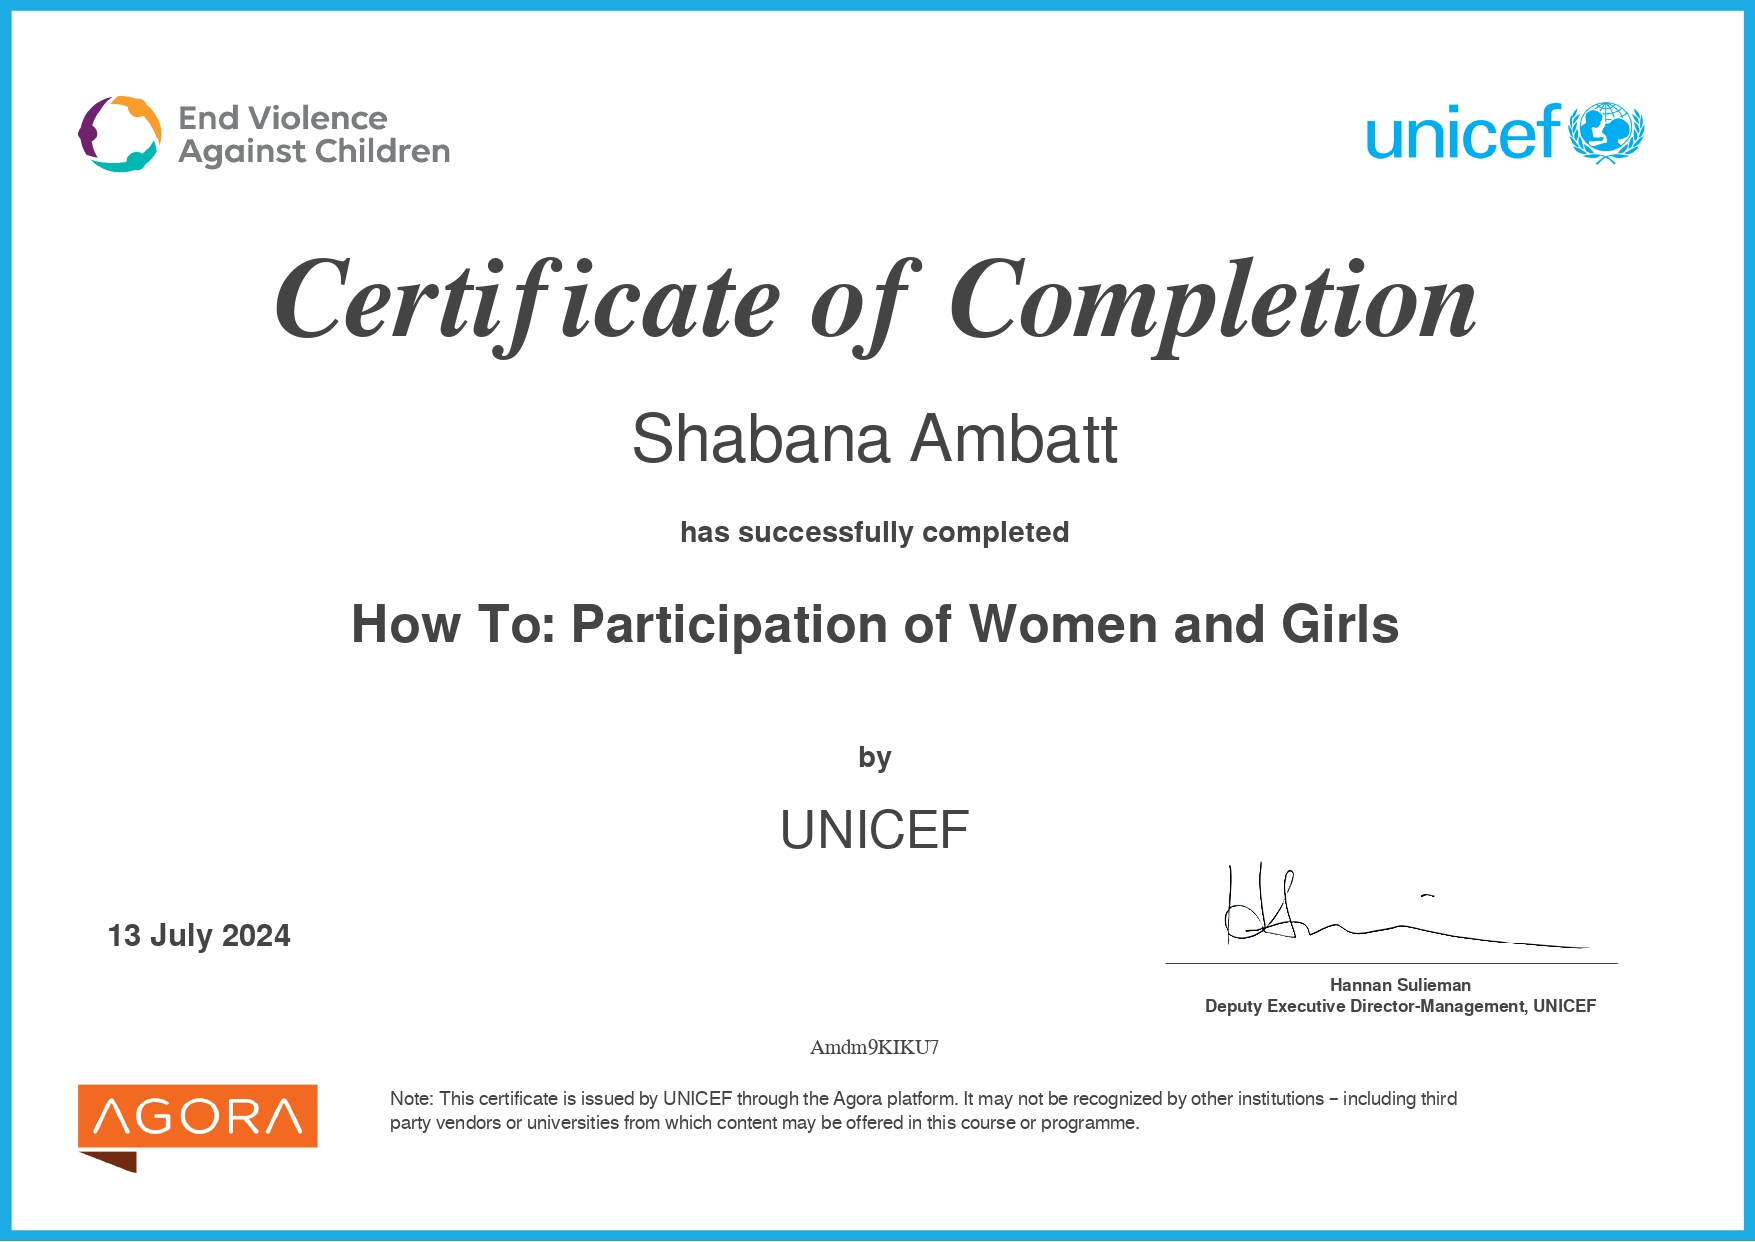 End Violence
Against Children
unicef
Certificate of Completion
Shabana Ambatt
has successfully completed
How To: Participation of Women and Girls
by
UNICEF
13 July 2024
Hannan Sulieman
Deputy Executive Director-Management, UNICEF
Amdm9KIKU7
AGORA
Note: This certificate is issued by UNICEF through the Agora platform. It may not be recognized by other institutions – including third
party vendors or universities from which content may be offered in this course or programme.